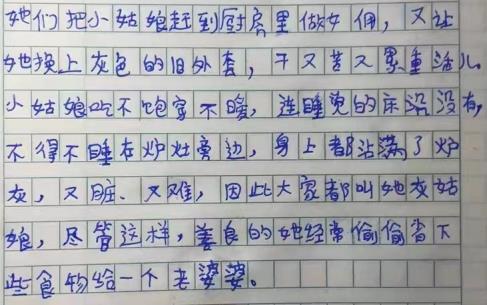 她们把小姑娘赶到厨房里做女佣，又让
她换上灰色的旧外套，干又苦又累重活儿。
小姑娘吃不饱穿不暖，连睡觉的床没没有，
不得不睡在炉灶旁边，身上都沾满了炉
灰，又脏、又难，因此大家都叫她灰姑
娘，尽管这样，善良的她经常偷偷省下
些食物给一个老婆婆。